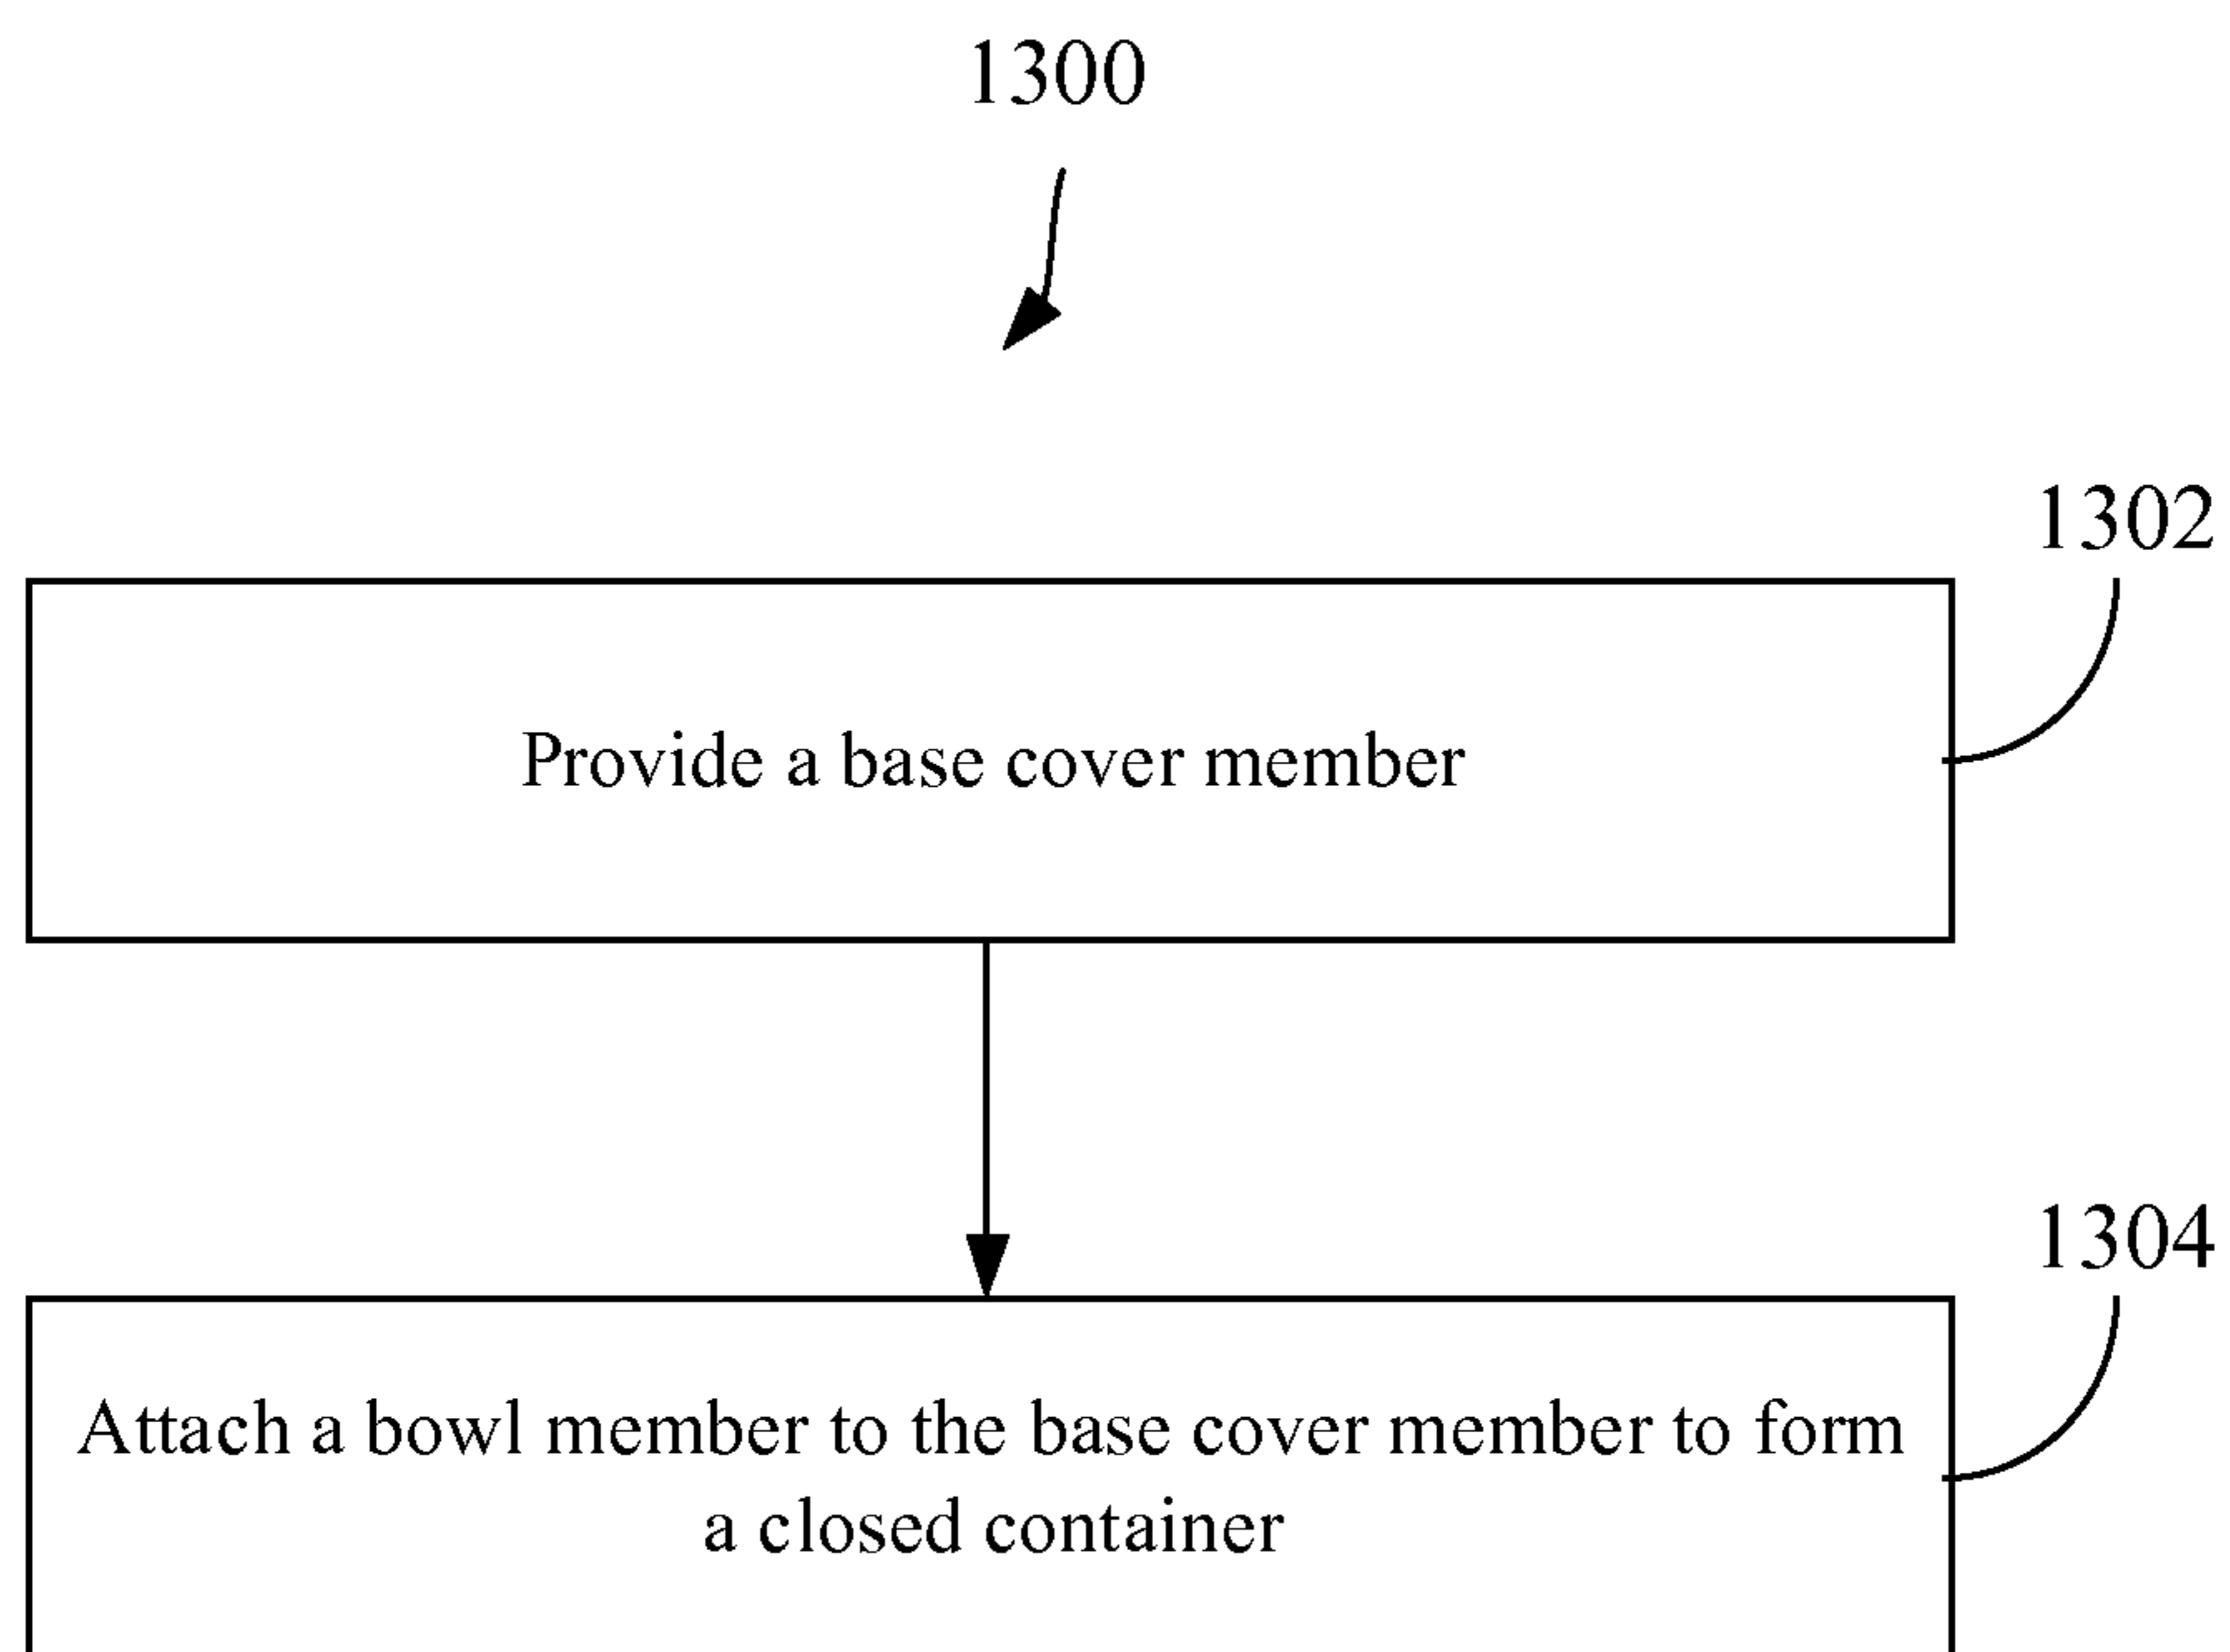 1300
1302
Provide a base cover member
1304
Attach a bowl member to the base cover member to form
a closed container